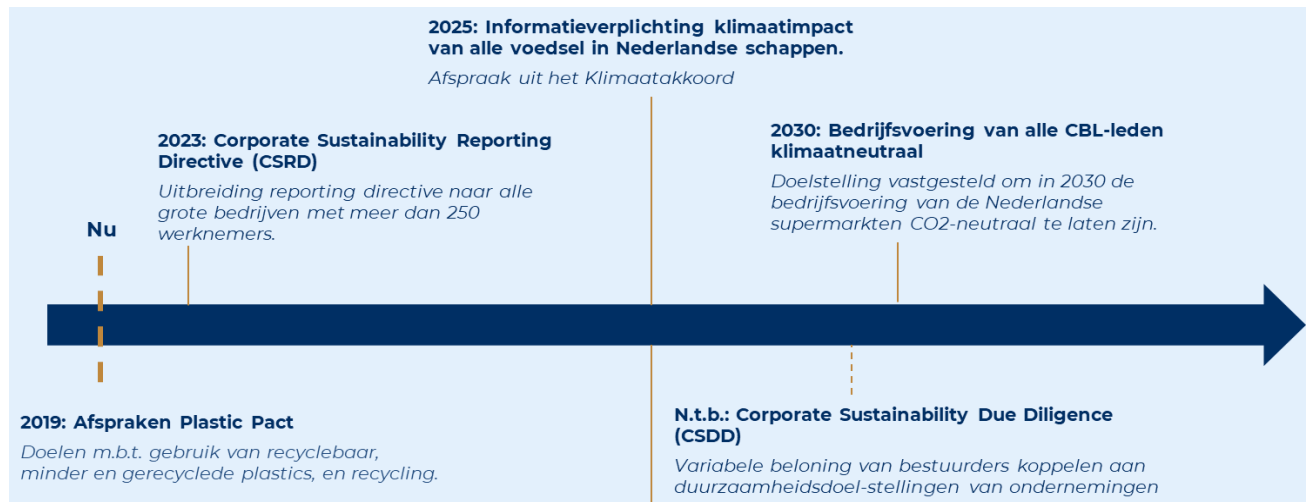 2025: Informatieverplichting klimaatimpact
van alle voedsel in Nederlandse schappen.
Afspraak uit het Klimaatakkoord
2023: Corporate Sustainability Reporting
Directive (CSRD)
Uitbreiding reporting directive naar alle
grote bedrijven met meer dan 250
werknemers.
2030: Bedrijfsvoering van alle CBL-leden
klimaatneutraal
Doelstelling vastgesteld om in 2030 de
bedrijfsvoering van de Nederlandse
supermarkten CO2-neutraal te laten zijn.
Nu
2019: Afspraken Plastic Pact
Doelen m.b.t. gebruik van recyclebaar,
minder en gerecyclede plastics, en recycling.
N.t.b.: Corporate Sustainability Due Diligence
(CSDD)
Variabele beloning van bestuurders koppelen aan
duurzaamheidsdoel-stellingen van ondernemingen